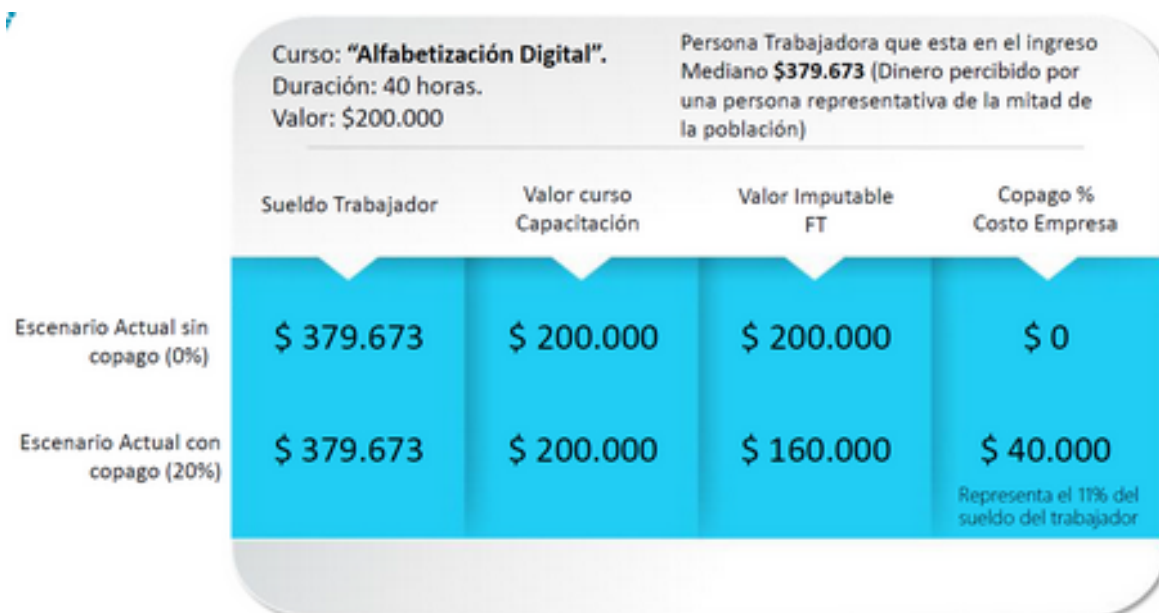 Curso: “Alfabetización Digital”.
Duración: 40 horas.
Valor: $200.000
Persona Trabajadora que esta en el ingreso
Mediano $379.673 (Dinero percibido por
una persona representativa de la mitad de
la población)
Sueldo Trabajador
Valor curso
Capacitación
Valor Imputable
FT
Copago %
Costo Empresa
Escenario Actual sin
copago (0%)
$ 379.673
$ 200.000
$ 200.000
$ 0
Escenario Actual con
copago (20%)
$ 379.673
$ 200.000
$ 160.000
$ 40.000
Representa el 11% del
sueldo del trabajador